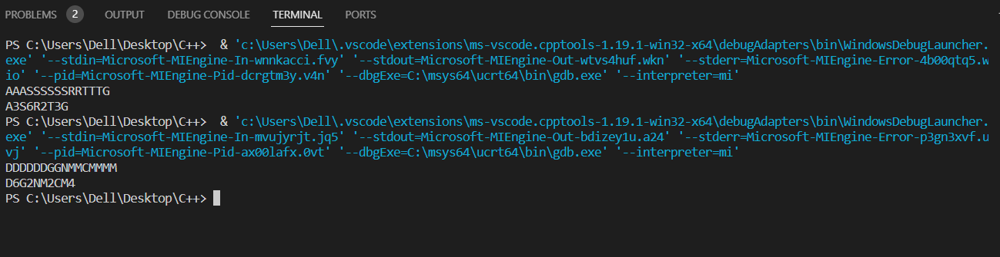 PROBLEMS 2 OUTPUT DEBUG CONSOLE TERMINAL PORTS
PS C:\Users\Dell\Desktop\C++>  & 'c:\Users\Dell\.vscode\extensions\ms-vscode.cpptools-1.19.1-win32-x64\debugAdapters\bin\WindowsDebugLauncher.
exe' '--stdin=Microsoft-MIEngine-In-wnnkacci.fvy' '--stdout=Microsoft-MIEngine-Out-wtvs4huf.wkn' '--stderr=Microsoft-MIEngine-Error-4b00qtq5.w
io' '--pid=Microsoft-MIEngine-Pid-dcrgtm3y.v4n' '--dbgExe=C:\msys64\ucrt64\bin\gdb.exe' '--interpreter=mi'
AAASSSSSSRRTTTG
A3S6R2T3G
PS C:\Users\Dell\Desktop\C++>  & 'c:\Users\Dell\.vscode\extensions\ms-vscode.cpptools-1.19.1-win32-x64\debugAdapters\bin\WindowsDebugLauncher.
exe' '--stdin=Microsoft-MIEngine-In-mvujyrjt.jq5' '--stdout=Microsoft-MIEngine-Out-bdizey1u.a24' '--stderr=Microsoft-MIEngine-Error-p3gn3xvf.u
vj' '--pid=Microsoft-MIEngine-Pid-ax00lafx.0vt' '--dbgExe=C:\msys64\ucrt64\bin\gdb.exe' '--interpreter=mi'
DDDDDDGGNMMCMMMM
D6G2NM2CM4
PS C:\Users\Dell\Desktop\C++>